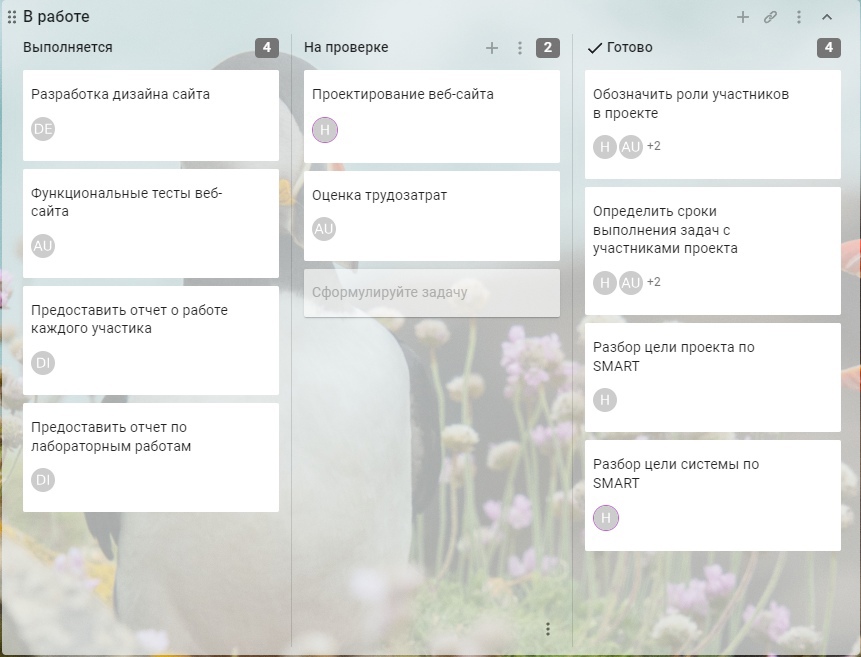 В работе
Выполняется
4
Разработка дизайна сайта
DE
Функциональные тесты веб-
сайта
AU
Предоставить отчет о работе
каждого участика
DI
Предоставить отчет по
лабораторным работам
DI
На проверке
2
Проектирование веб-сайта
H
Оценка трудозатрат
AU
Сформулируйте задачу
Готово
4
Обозначить роли участников
в проекте
H AU +2
Определить сроки
выполнения задач с
участниками проекта
H AU +2
Разбор цели проекта по
SMART
H
Разбор цели системы по
SMART
H